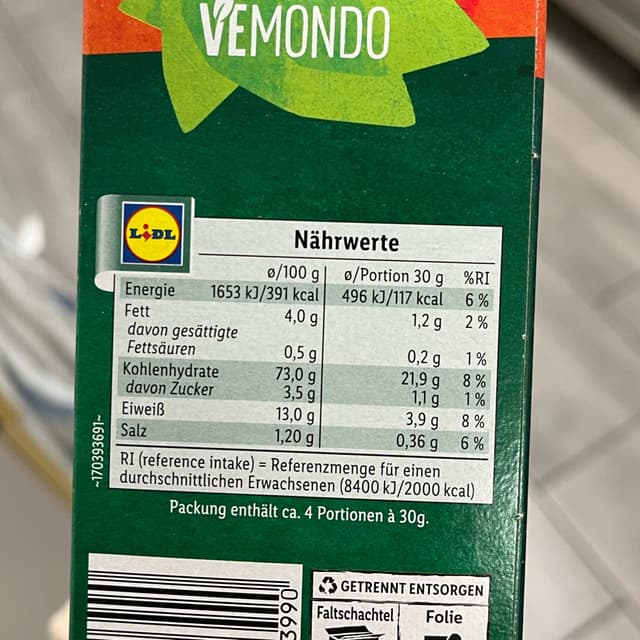 VEMONDO
LIDL
Nährwerte
ø/100 g ø/Portion 30 g %RI
Energie 1653 kJ/391 kcal 496 kJ/117 kcal 6 %
Fett 4,0 g 1,2 g 2 %
davon gesättigte
Fettsäuren 0,5 g 0,2 g 1 %
Kohlenhydrate 73,0 g 21,9 g 8 %
davon Zucker 3,5 g 1,1 g 1 %
Eiweiß 13,0 g 3,9 g 8 %
Salz 1,20 g 0,36 g 6 %
RI (reference intake) = Referenzmenge für einen
durchschnittlichen Erwachsenen (8400 kJ/2000 kcal)
~170393691~
Packung enthält ca. 4 Portionen à 30g.
3990
GETRENNT ENTSORGEN
Faltschachtel Folie